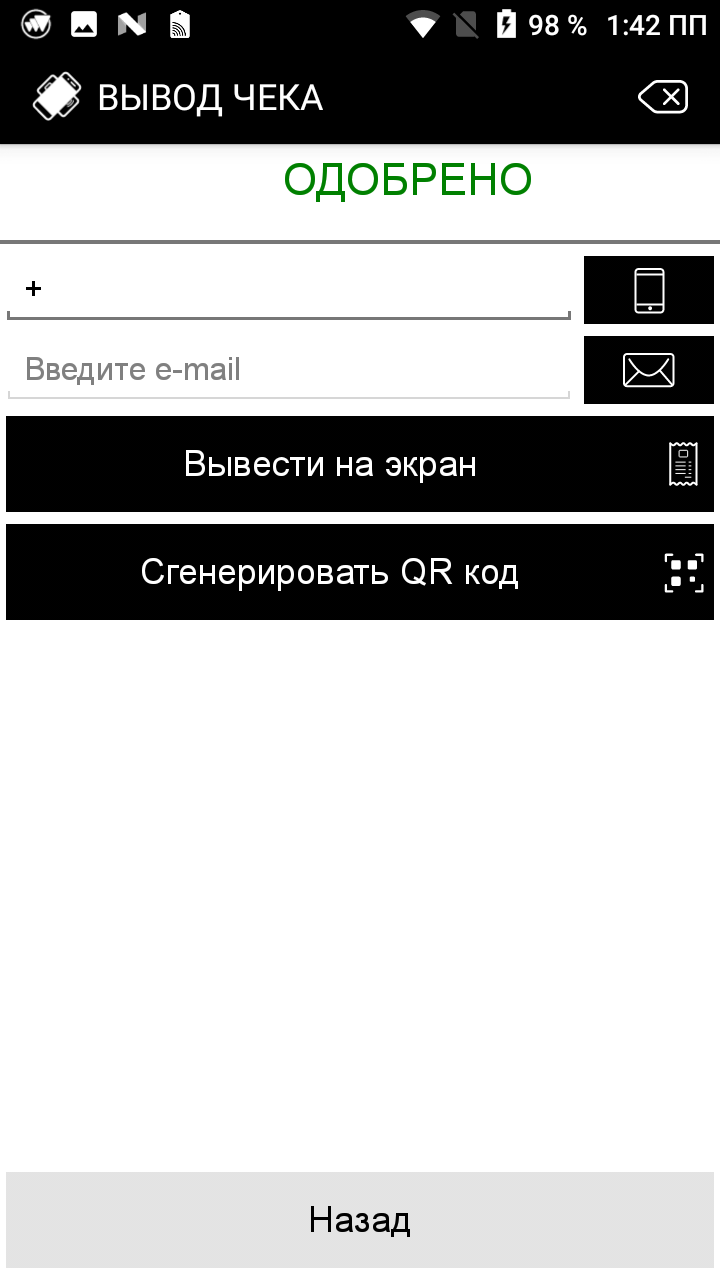 98 % 1:42 ПП
ВЫВОД ЧЕКА
ОДОБРЕНО
+
Введите e-mail
Вывести на экран
Сгенерировать QR код
Назад